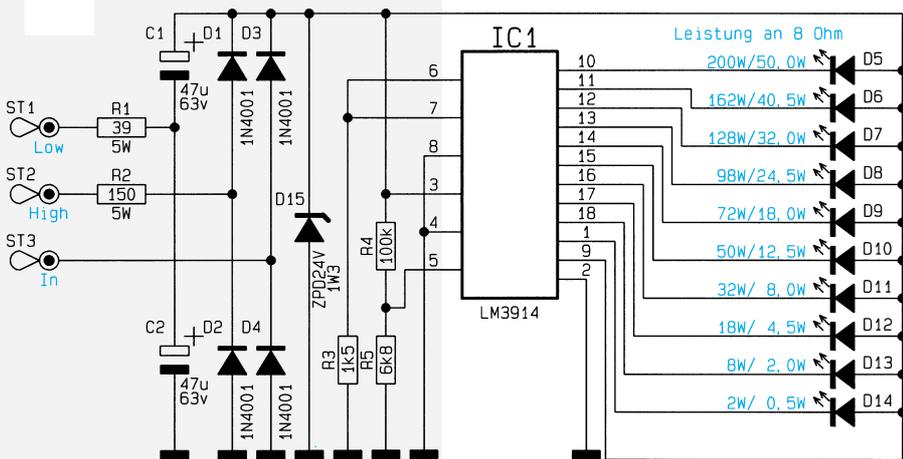 C1
D1
D3
47u
63v
1N4001
1N4001
ST1
Low
R1
39
5W
ST2
High
R2
150
5W
ST3
In
C2
D2
D4
47u
63v
1N4001
1N4001
D15
ZPD24V
1W3
R3
1k5
R4
100k
R5
6k8
IC1
LM3914
6
7
8
3
4
5
10
11
12
13
14
15
16
17
18
1
9
2
Leistung an 8 Ohm
200W/50,0W D5
162W/40,5W D6
128W/32,0W D7
98W/24,5W D8
72W/18,0W D9
50W/12,5W D10
32W/ 8,0W D11
18W/ 4,5W D12
8W/ 2,0W D13
2W/ 0,5W D14